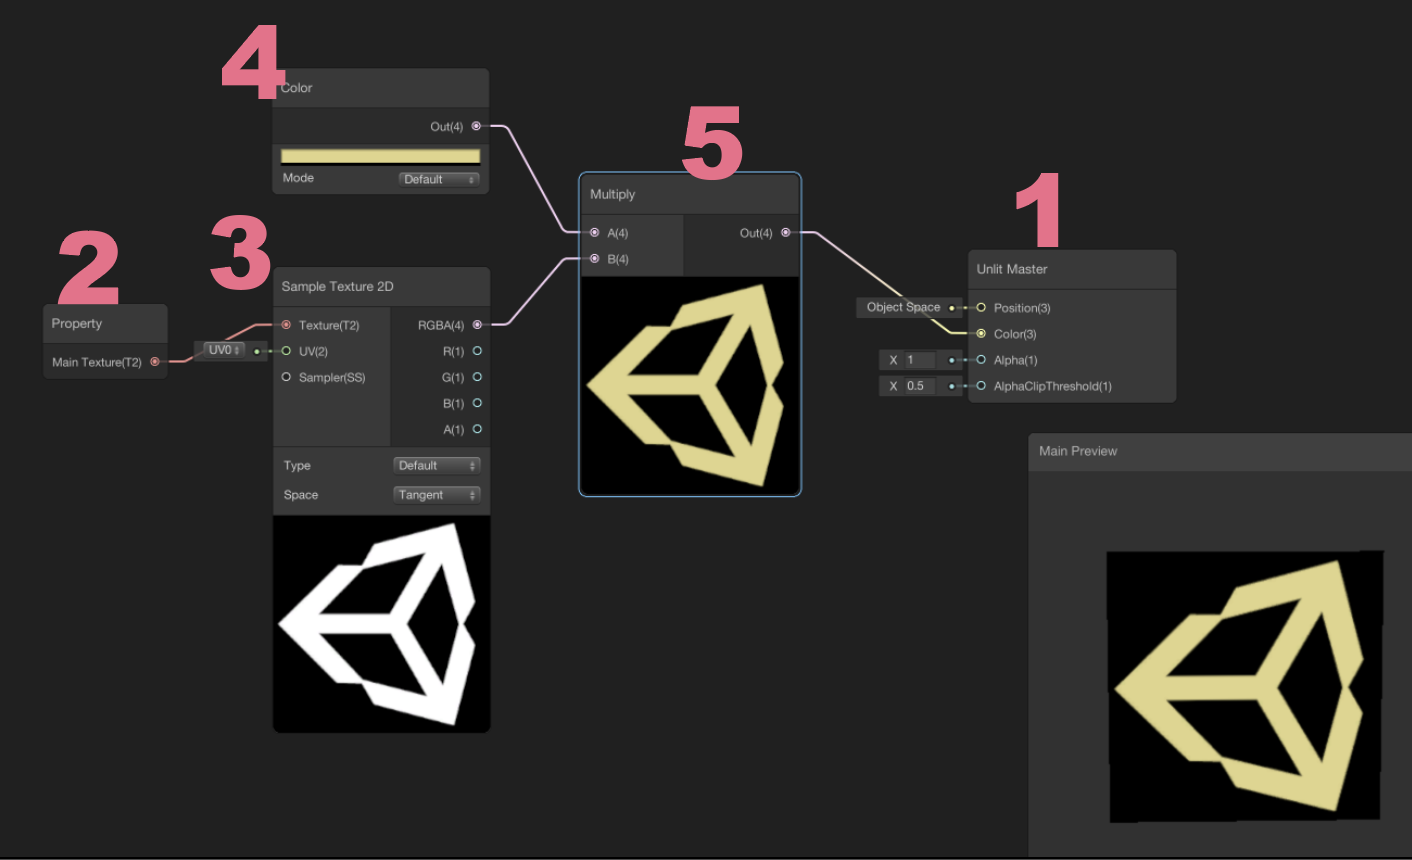 4
Color
Out(4)
Mode Default
5
Multiply
A(4) Out(4)
B(4)
1
Unlit Master
Object Space Position(3)
Color(3)
X 1 Alpha(1)
X 0.5 AlphaClipThreshold(1)
2
Property
Main Texture(T2)
3
Sample Texture 2D
Texture(T2) RGBA(4)
UV0 UV(2) R(1)
Sampler(SS) G(1)
B(1)
A(1)
Type Default
Space Tangent
Main Preview